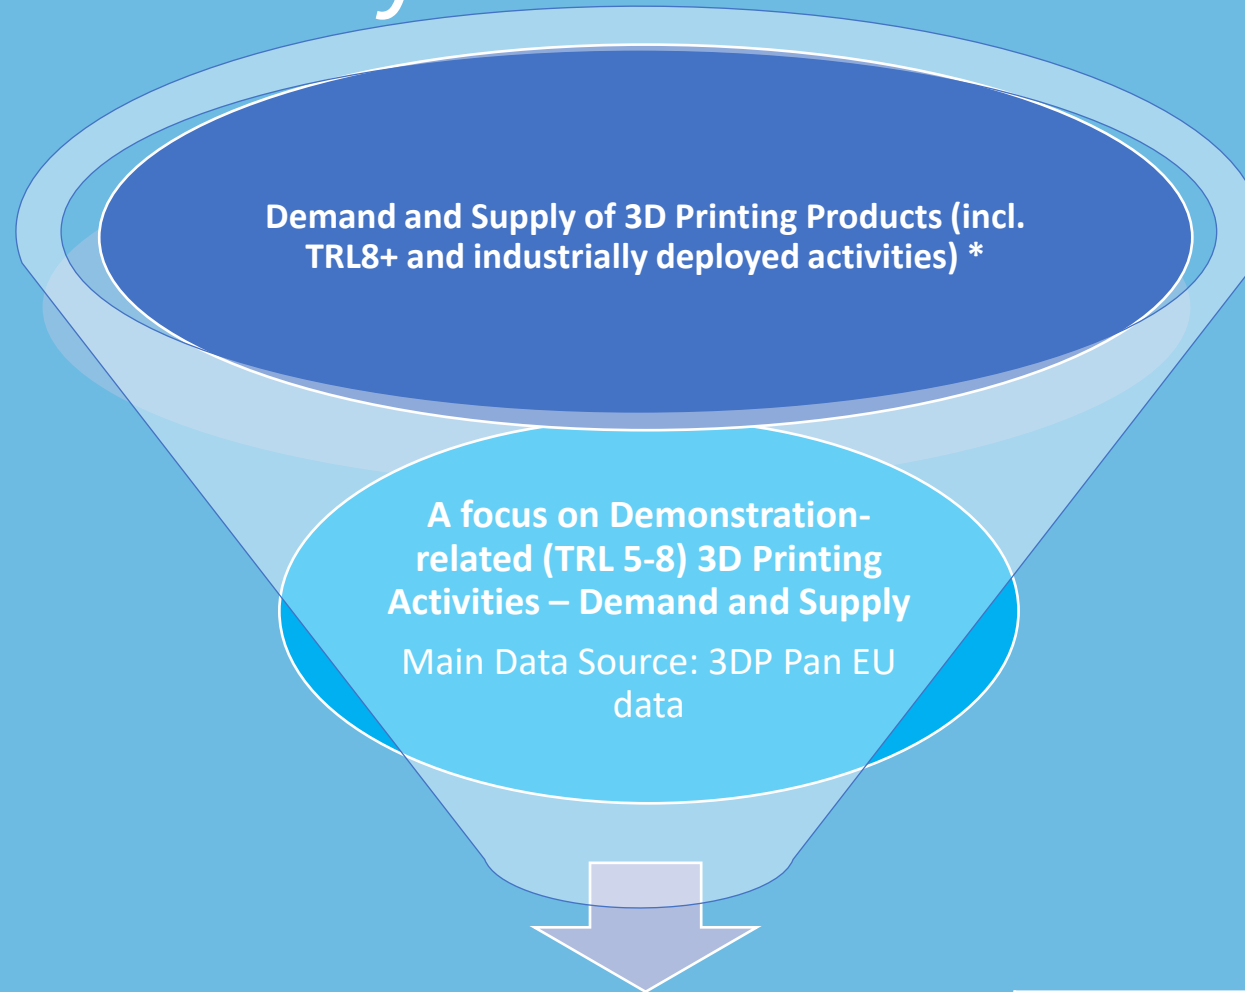 Demand and Supply of 3D Printing Products (incl.
TRL8+ and industrially deployed activities) *
A focus on Demonstration-
related (TRL 5-8) 3D Printing
Activities – Demand and Supply
Main Data Source: 3DP Pan EU
data